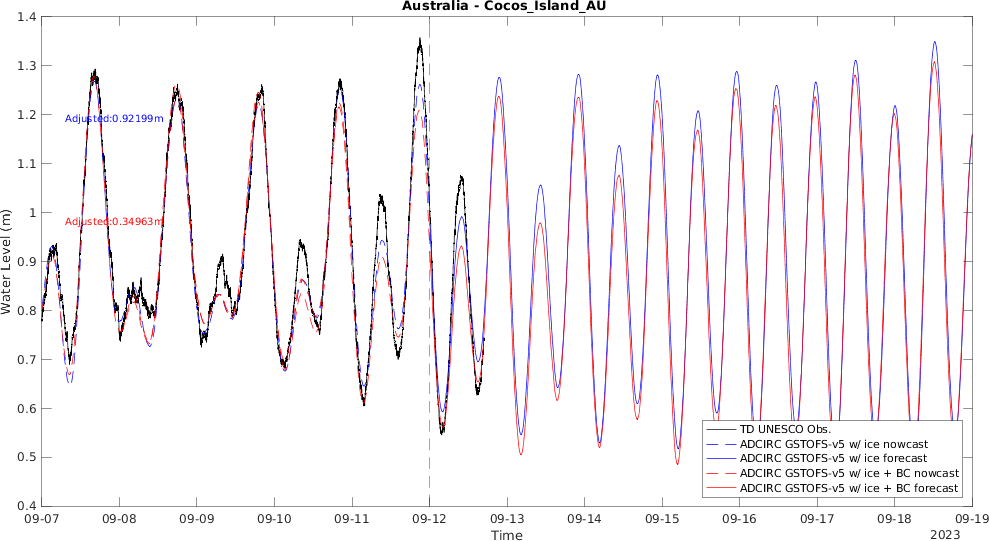 Australia - Cocos_Island_AU
1.4
1.3
1.2
1.1
1
0.9
0.8
0.7
0.6
0.5
0.4
Water Level (m)
Adjusted:0.92199m
Adjusted:0.34963m
TD UNESCO Obs.
ADCIRC GSTOFS-v5 w/ ice nowcast
ADCIRC GSTOFS-v5 w/ ice forecast
ADCIRC GSTOFS-v5 w/ ice + BC nowcast
ADCIRC GSTOFS-v5 w/ ice + BC forecast
09-07 09-08 09-09 09-10 09-11 09-12 09-13 09-14 09-15 09-16 09-17 09-18 09-19
Time
2023